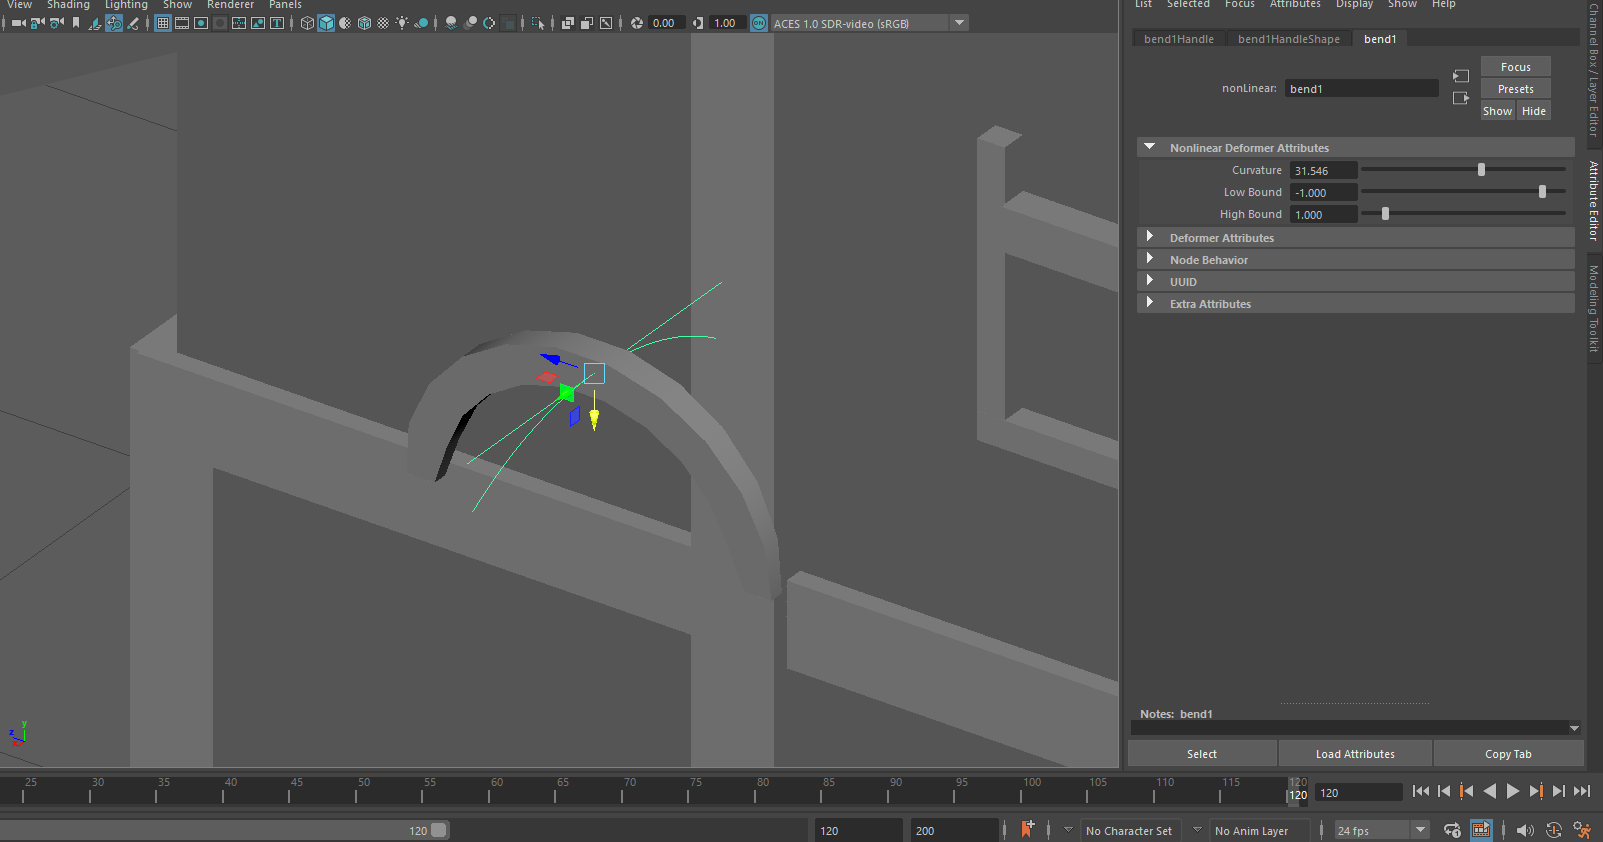 View Shading Lighting Show Renderer Panels
0.00 1.00 ON ACES 1.0 SDR-video (sRGB)
List Selected Focus Attributes Display Show Help
bend1Handle bend1HandleShape bend1
nonLinear: bend1
Focus
Presets
Show Hide
Nonlinear Deformer Attributes
Curvature 31.546
Low Bound -1.000
High Bound 1.000
Deformer Attributes
Node Behavior
UUID
Extra Attributes
Notes: bend1
Select Load Attributes Copy Tab
Channel Box / Layer Editor
Attribute Editor
Modeling Toolkit
y
z
25 30 35 40 45 50 55 60 65 70 75 80 85 90 95 100 105 110 115 120
120
120
120 120 200 No Character Set No Anim Layer 24 fps